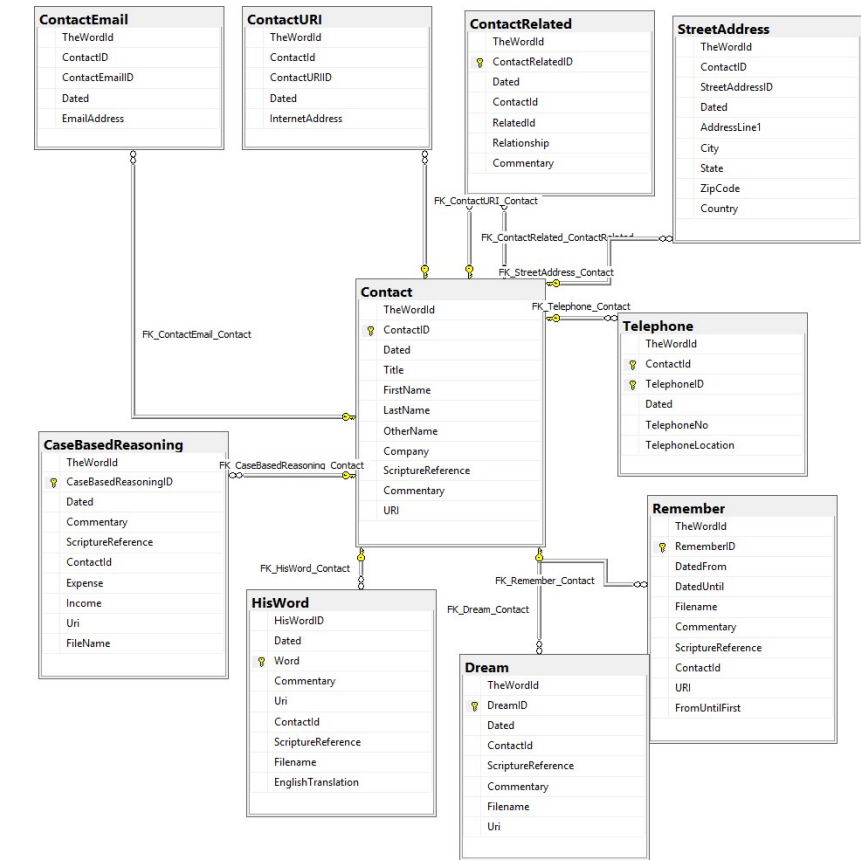 ContactEmail
TheWordId
ContactID
ContactEmailID
Dated
EmailAddress
ContactURI
TheWordId
ContactId
ContactURIID
Dated
InternetAddress
ContactRelated
TheWordId
ContactRelatedID
Dated
ContactId
RelatedId
Relationship
Commentary
StreetAddress
TheWordId
ContactID
StreetAddressID
Dated
AddressLine1
City
State
ZipCode
Country
FK_ContactURI_Contact
FK_ContactRelated_ContactRelated
FK_StreetAddress_Contact
FK_Telephone_Contact
FK_ContactEmail_Contact
Contact
TheWordId
ContactID
Dated
Title
FirstName
LastName
OtherName
Company
ScriptureReference
Commentary
URI
Telephone
TheWordId
ContactId
TelephoneID
Dated
TelephoneNo
TelephoneLocation
CaseBasedReasoning
TheWordId
CaseBasedReasoningID
Dated
Commentary
ScriptureReference
ContactId
Expense
Income
Uri
FileName
FK_CaseBasedReasoning_Contact
FK_HisWord_Contact
FK_Remember_Contact
FK_Dream_Contact
HisWord
HisWordID
Dated
Word
Commentary
Uri
ContactId
ScriptureReference
Filename
EnglishTranslation
Dream
TheWordId
DreamID
Dated
ContactId
ScriptureReference
Commentary
Filename
Uri
Remember
TheWordId
RememberID
DatedFrom
DatedUntil
Filename
Commentary
ScriptureReference
ContactId
URI
FromUntilFirst